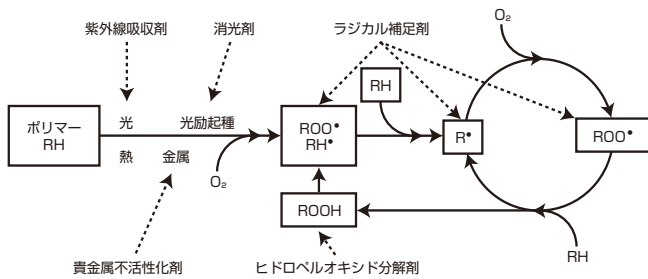 O₂
紫外線吸収剤
消光剤
ラジカル補足剤
RH
ポリマー
RH
光
光励起種
熱
金属
O₂
ROO•
RH•
R•
ROO•
ROOH
RH
貴金属不活性化剤
ヒドロペルオキシド分解剤